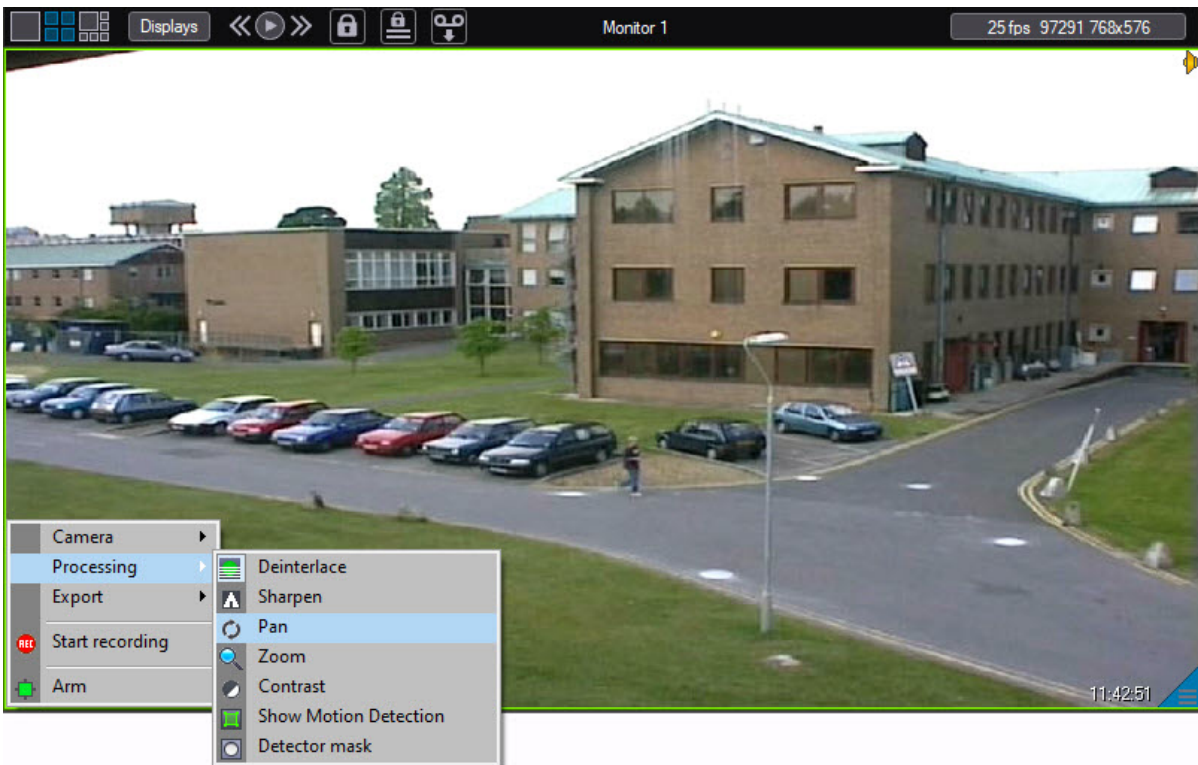 Displays
Monitor 1
25 fps 97291 768x576
Camera
Processing
Export
REC
Start recording
Arm
Deinterlace
Sharpen
Pan
Zoom
Contrast
Show Motion Detection
Detector mask
11:42:51